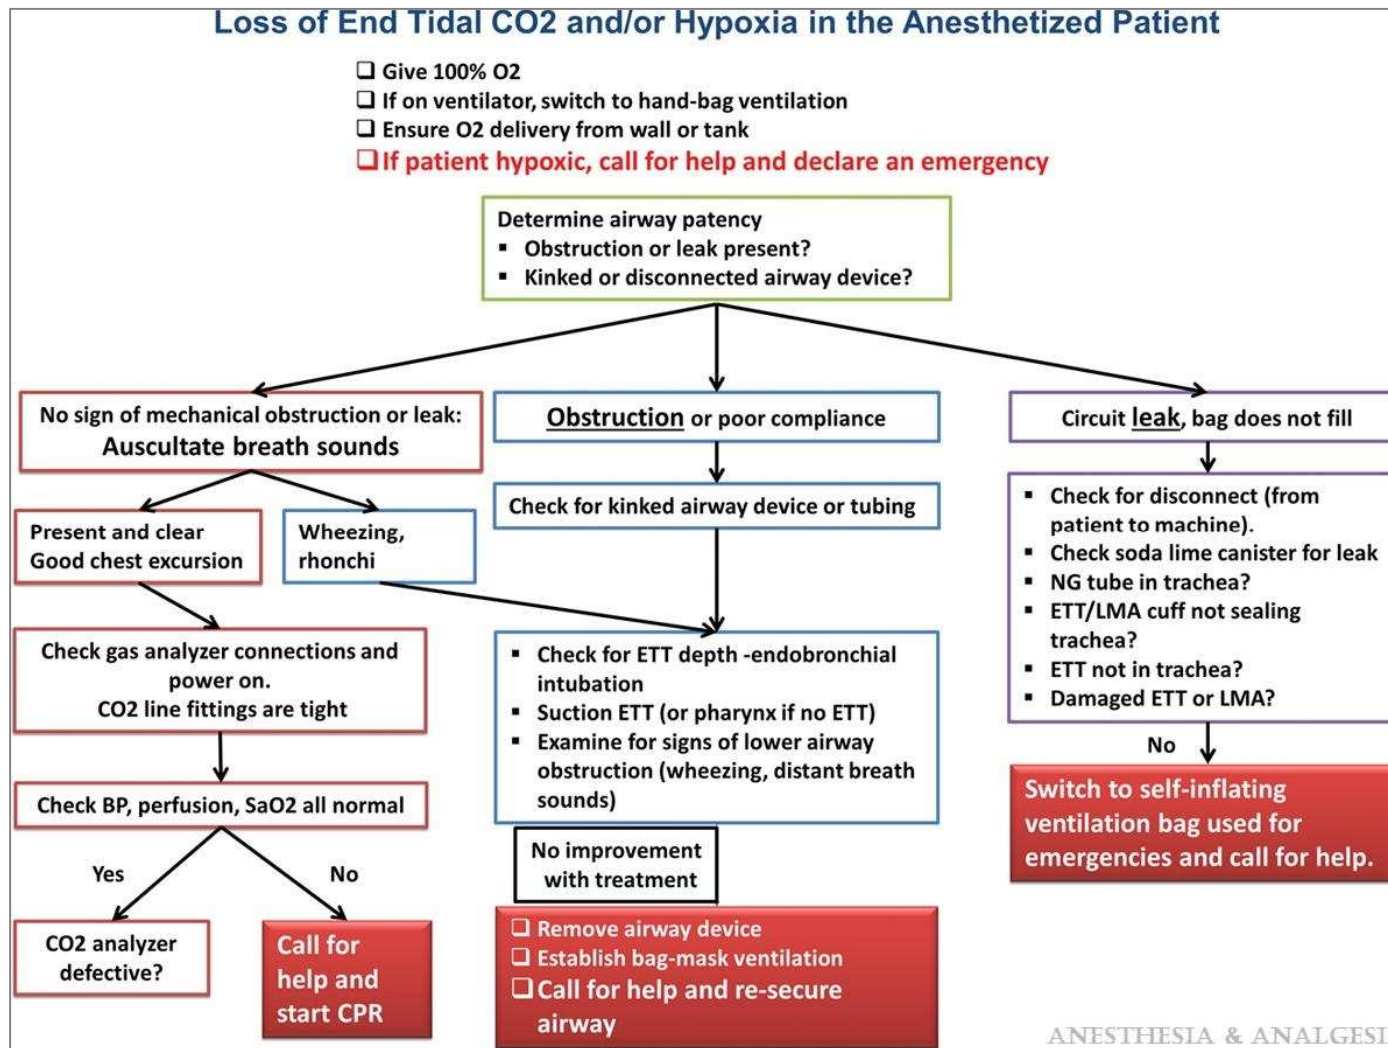 Loss of End Tidal CO2 and/or Hypoxia in the Anesthetized Patient
❑ Give 100% O2
❑ If on ventilator, switch to hand-bag ventilation
❑ Ensure O2 delivery from wall or tank
❑ If patient hypoxic, call for help and declare an emergency
Determine airway patency
▪ Obstruction or leak present?
▪ Kinked or disconnected airway device?
No sign of mechanical obstruction or leak:
Auscultate breath sounds
Present and clear
Good chest excursion
Wheezing,
rhonchi
Check gas analyzer connections and
power on.
CO2 line fittings are tight
Check BP, perfusion, SaO2 all normal
Yes
No
CO2 analyzer
defective?
Call for
help and
start CPR
Obstruction or poor compliance
Check for kinked airway device or tubing
▪ Check for ETT depth -endobronchial
intubation
▪ Suction ETT (or pharynx if no ETT)
▪ Examine for signs of lower airway
obstruction (wheezing, distant breath
sounds)
No improvement
with treatment
❑ Remove airway device
❑ Establish bag-mask ventilation
❑ Call for help and re-secure
airway
Circuit leak, bag does not fill
▪ Check for disconnect (from
patient to machine).
▪ Check soda lime canister for leak
▪ NG tube in trachea?
▪ ETT/LMA cuff not sealing
trachea?
▪ ETT not in trachea?
▪ Damaged ETT or LMA?
No
Switch to self-inflating
ventilation bag used for
emergencies and call for help.
ANESTHESIA & ANALGESI